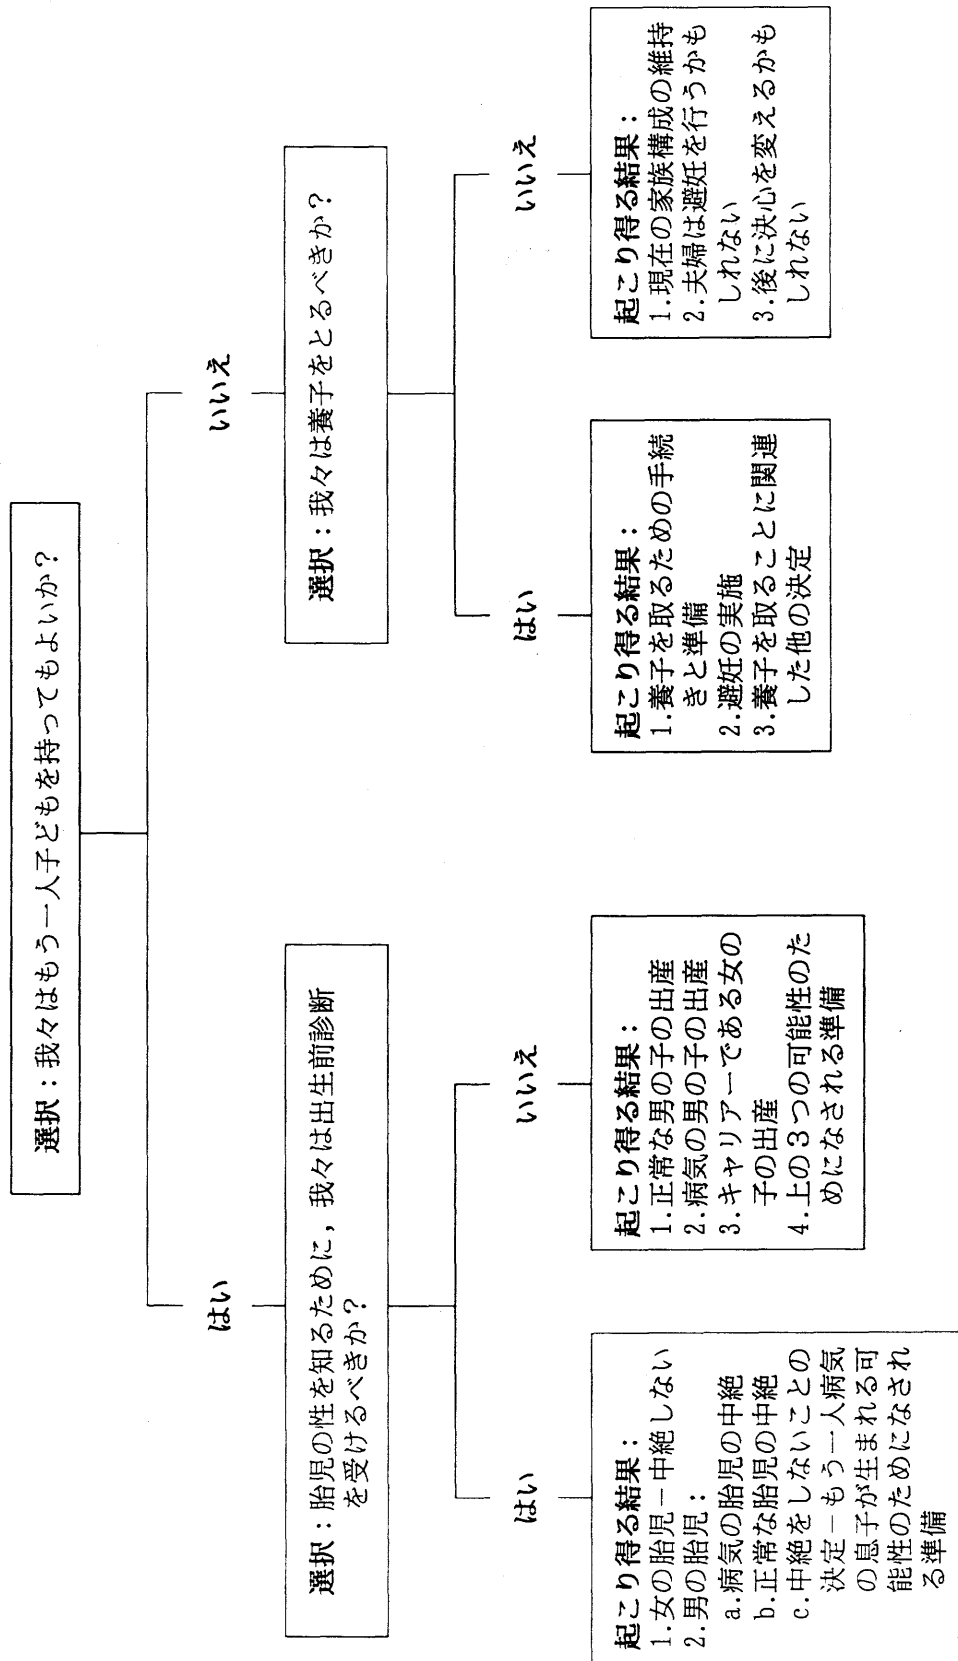 選択：我々はもう一人子どもを持ってもよいか？
はい
いいえ
選択：胎児の性を知るために，我々は出生前診断
を受けるべきか？
選択：我々は養子をとるべきか？
はい
いいえ
はい
いいえ
起こり得る結果：
1.女の胎児－中絶しない
2.男の胎児：
a.病気の胎児の中絶
b.正常な胎児の中絶
c.中絶をしないことの
決定－もう一人病気
の息子が生まれる可
能性のためになされ
る準備
起こり得る結果：
1.正常な男の子の出産
2.病気の男の子の出産
3.キャリアーである女の
子の出産
4.上の3つの可能性のた
めになされる準備
起こり得る結果：
1.養子を取るための手続
きと準備
2.避妊の実施
3.養子を取ることに関連
した他の決定
起こり得る結果：
1.現在の家族構成の維持
2.夫婦は避妊を行うかも
しれない
3.後に決心を変えるかも
しれない